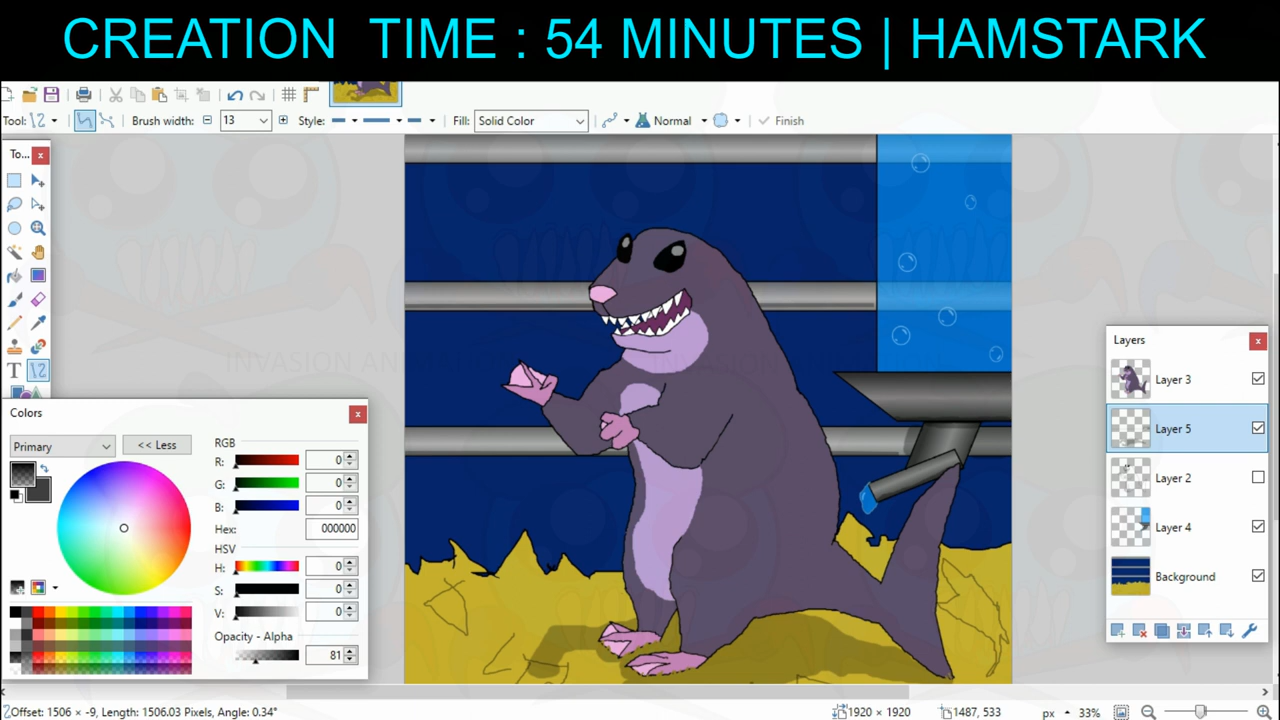 CREATION TIME : 54 MINUTES | HAMSTARK
Tool: Brush width: 13 Style: Fill: Solid Color Normal Finish
To...
Colors
Primary << Less
RGB
R: 0
G: 0
B: 0
Hex: 000000
HSV
H: 0
S: 0
V: 0
Opacity - Alpha
81
Layers
Layer 3
Layer 5
Layer 2
Layer 4
Background
Offset: 1506 × -9, Length: 1506.03 Pixels, Angle: 0.34° 1920 × 1920 1487, 533 px 33%